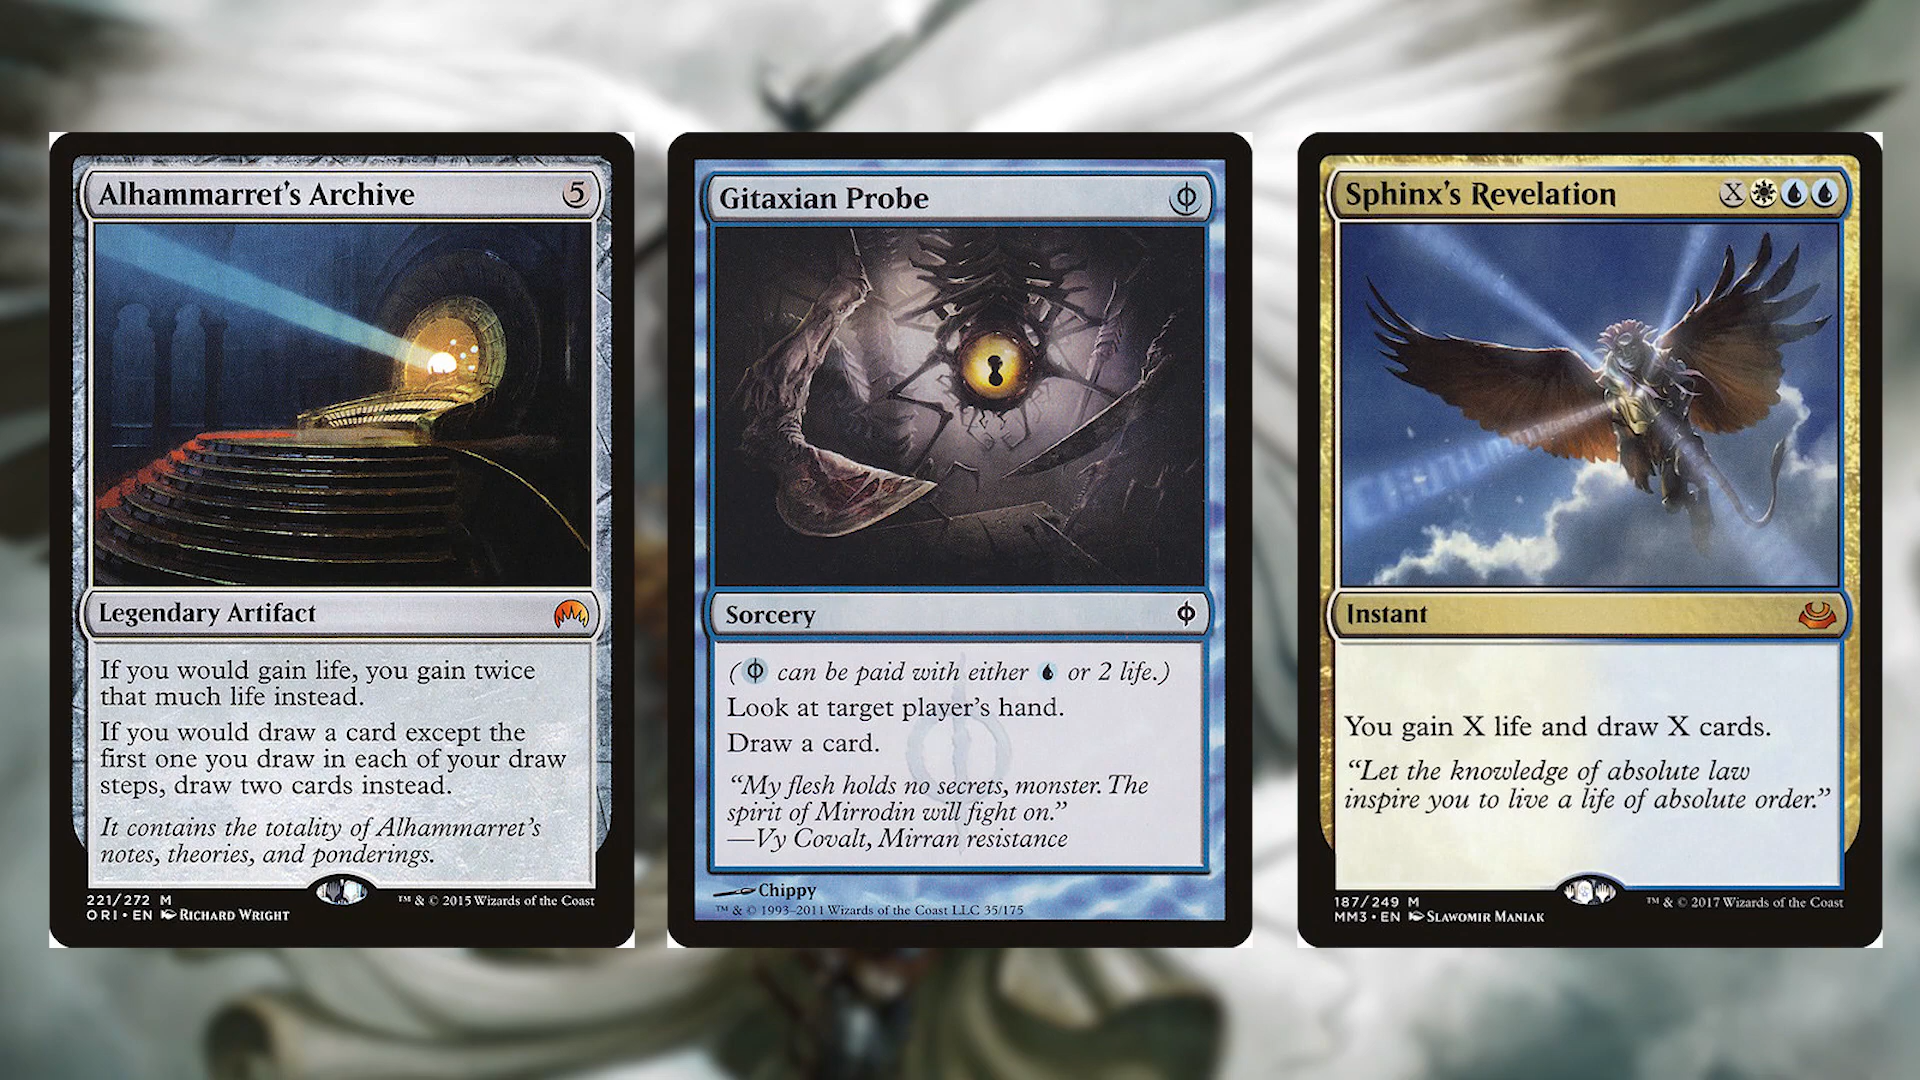 Alhammarret's Archive 5
Legendary Artifact
If you would gain life, you gain twice
that much life instead.
If you would draw a card except the
first one you draw in each of your draw
steps, draw two cards instead.
It contains the totality of Alhammarret's
notes, theories, and ponderings.
221/272 M
ORI • EN Richard Wright
™ & © 2015 Wizards of the Coast
Gitaxian Probe
Sorcery
( can be paid with either or 2 life.)
Look at target player's hand.
Draw a card.
“My flesh holds no secrets, monster. The
spirit of Mirrodin will fight on.”
—Vy Covalt, Mirran resistance
Chippy
™ & © 1993–2011 Wizards of the Coast LLC 35/175
Sphinx's Revelation X
Instant
You gain X life and draw X cards.
“Let the knowledge of absolute law
inspire you to live a life of absolute order.”
187/249 M
MM3 • EN Slawomir Maniak
™ & © 2017 Wizards of the Coast